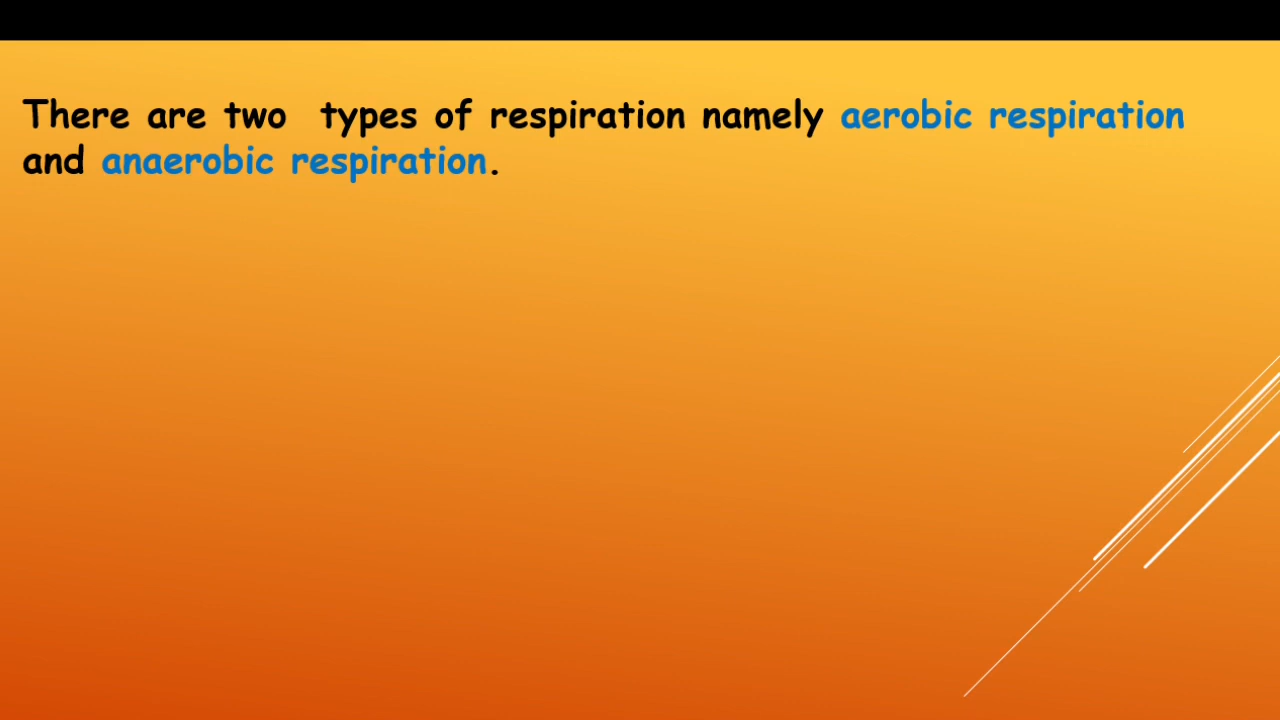 There are two  types of respiration namely aerobic respiration
and anaerobic respiration.